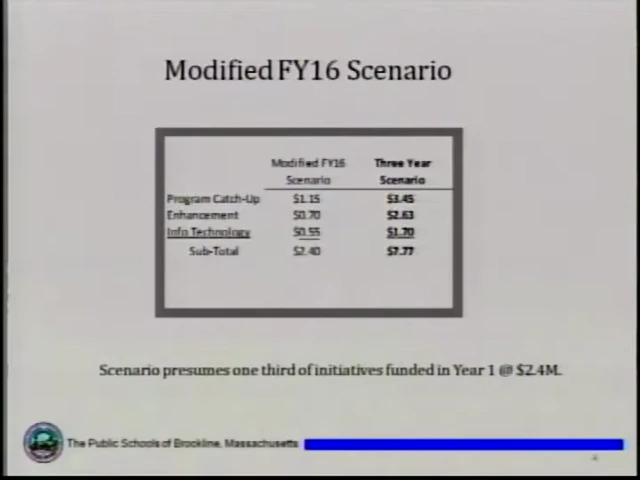 Modified FY16 Scenario
Modified FY16 Three Year
Scenario Scenario
Program Catch-Up $1.15 $3.45
Enhancement $0.70 $2.63
Info Technology $0.55 $1.70
Sub-Total $2.40 $7.77
Scenario presumes one third of initiatives funded in Year 1 @ $2.4M.
The Public Schools of Brookline, Massachusetts
4